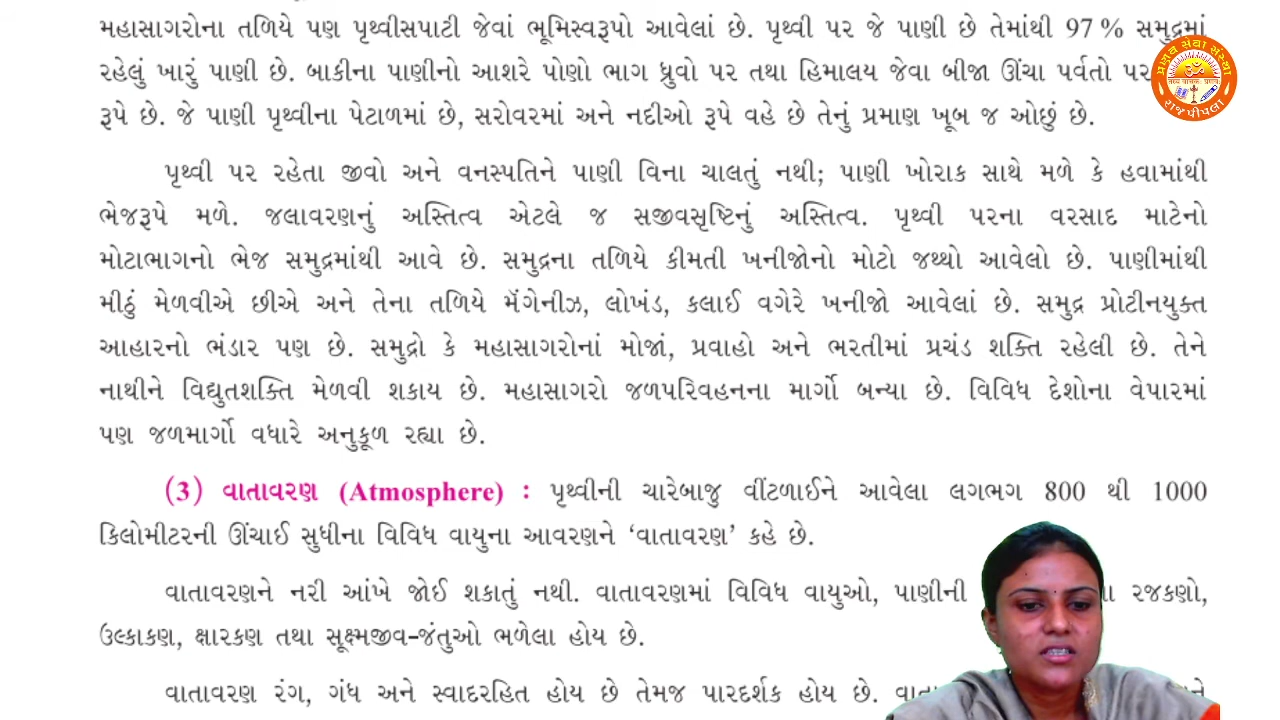 મહાસાગરોના તળિયે પણ પૃથ્વીસપાટી જેવાં ભૂમિસ્વરૂપો આવેલાં છે. પૃથ્વી પર જે પાણી છે તેમાંથી 97 % સમુદ્રમાં
રહેલું ખારું પાણી છે. બાકીના પાણીનો આશરે પોણો ભાગ ધ્રુવો પર તથા હિમાલય જેવા બીજા ઊંચા પર્વતો પર
રૂપે છે. જે પાણી પૃથ્વીના પેટાળમાં છે, સરોવરમાં અને નદીઓ રૂપે વહે છે તેનું પ્રમાણ ખૂબ જ ઓછું છે.
પ્રણવ સેવા સંસ્થા
રાજપીપલા
પૃથ્વી પર રહેતા જીવો અને વનસ્પતિને પાણી વિના ચાલતું નથી; પાણી ખોરાક સાથે મળે કે હવામાંથી
ભેજરૂપે મળે. જલાવરણનું અસ્તિત્વ એટલે જ સજીવસૃષ્ટિનું અસ્તિત્વ. પૃથ્વી પરના વરસાદ માટેનો
મોટાભાગનો ભેજ સમુદ્રમાંથી આવે છે. સમુદ્રના તળિયે કીમતી ખનીજોનો મોટો જથ્થો આવેલો છે. પાણીમાંથી
મીઠું મેળવીએ છીએ અને તેના તળિયે મૅંગેનીઝ, લોખંડ, કલાઈ વગેરે ખનીજો આવેલાં છે. સમુદ્ર પ્રોટીનયુક્ત
આહારનો ભંડાર પણ છે. સમુદ્રો કે મહાસાગરોનાં મોજાં, પ્રવાહો અને ભરતીમાં પ્રચંડ શક્તિ રહેલી છે. તેને
નાથીને વિદ્યુતશક્તિ મેળવી શકાય છે. મહાસાગરો જળપરિવહનના માર્ગો બન્યા છે. વિવિધ દેશોના વેપારમાં
પણ જળમાર્ગો વધારે અનુકૂળ રહ્યા છે.
(3) વાતાવરણ (Atmosphere) : પૃથ્વીની ચારેબાજુ વીંટળાઈને આવેલા લગભગ 800 થી 1000
કિલોમીટરની ઊંચાઈ સુધીના વિવિધ વાયુના આવરણને ‘વાતાવરણ’ કહે છે.
વાતાવરણને નરી આંખે જોઈ શકાતું નથી. વાતાવરણમાં વિવિધ વાયુઓ, પાણીની રજકણો,
ઉલ્કાકણ, ક્ષારકણ તથા સૂક્ષ્મજીવ-જંતુઓ ભળેલા હોય છે.
વાતાવરણ રંગ, ગંધ અને સ્વાદરહિત હોય છે તેમજ પારદર્શક હોય છે.